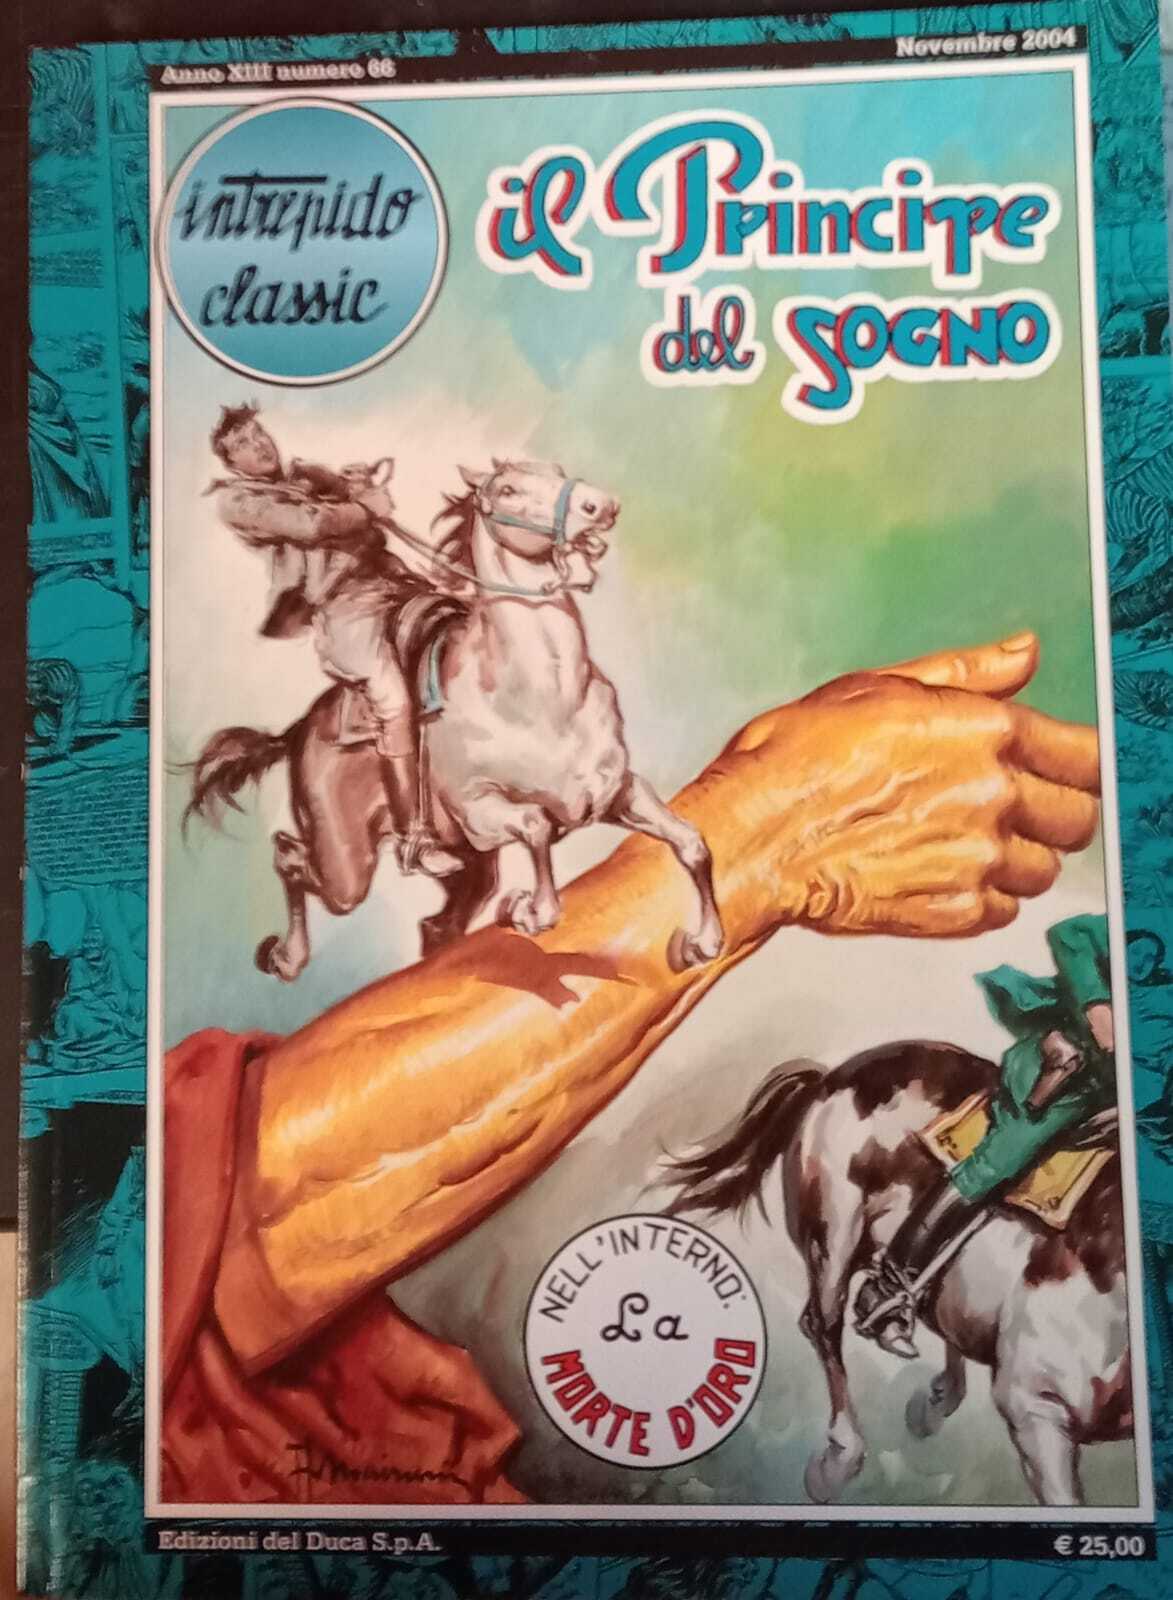 Anno XIII numero 66
Novembre 2004
intrepido
classic
il Principe
del SOGNO
NELL'INTERNO:
La
MORTE D'ORO
Edizioni del Duca S.p.A.
€ 25,00